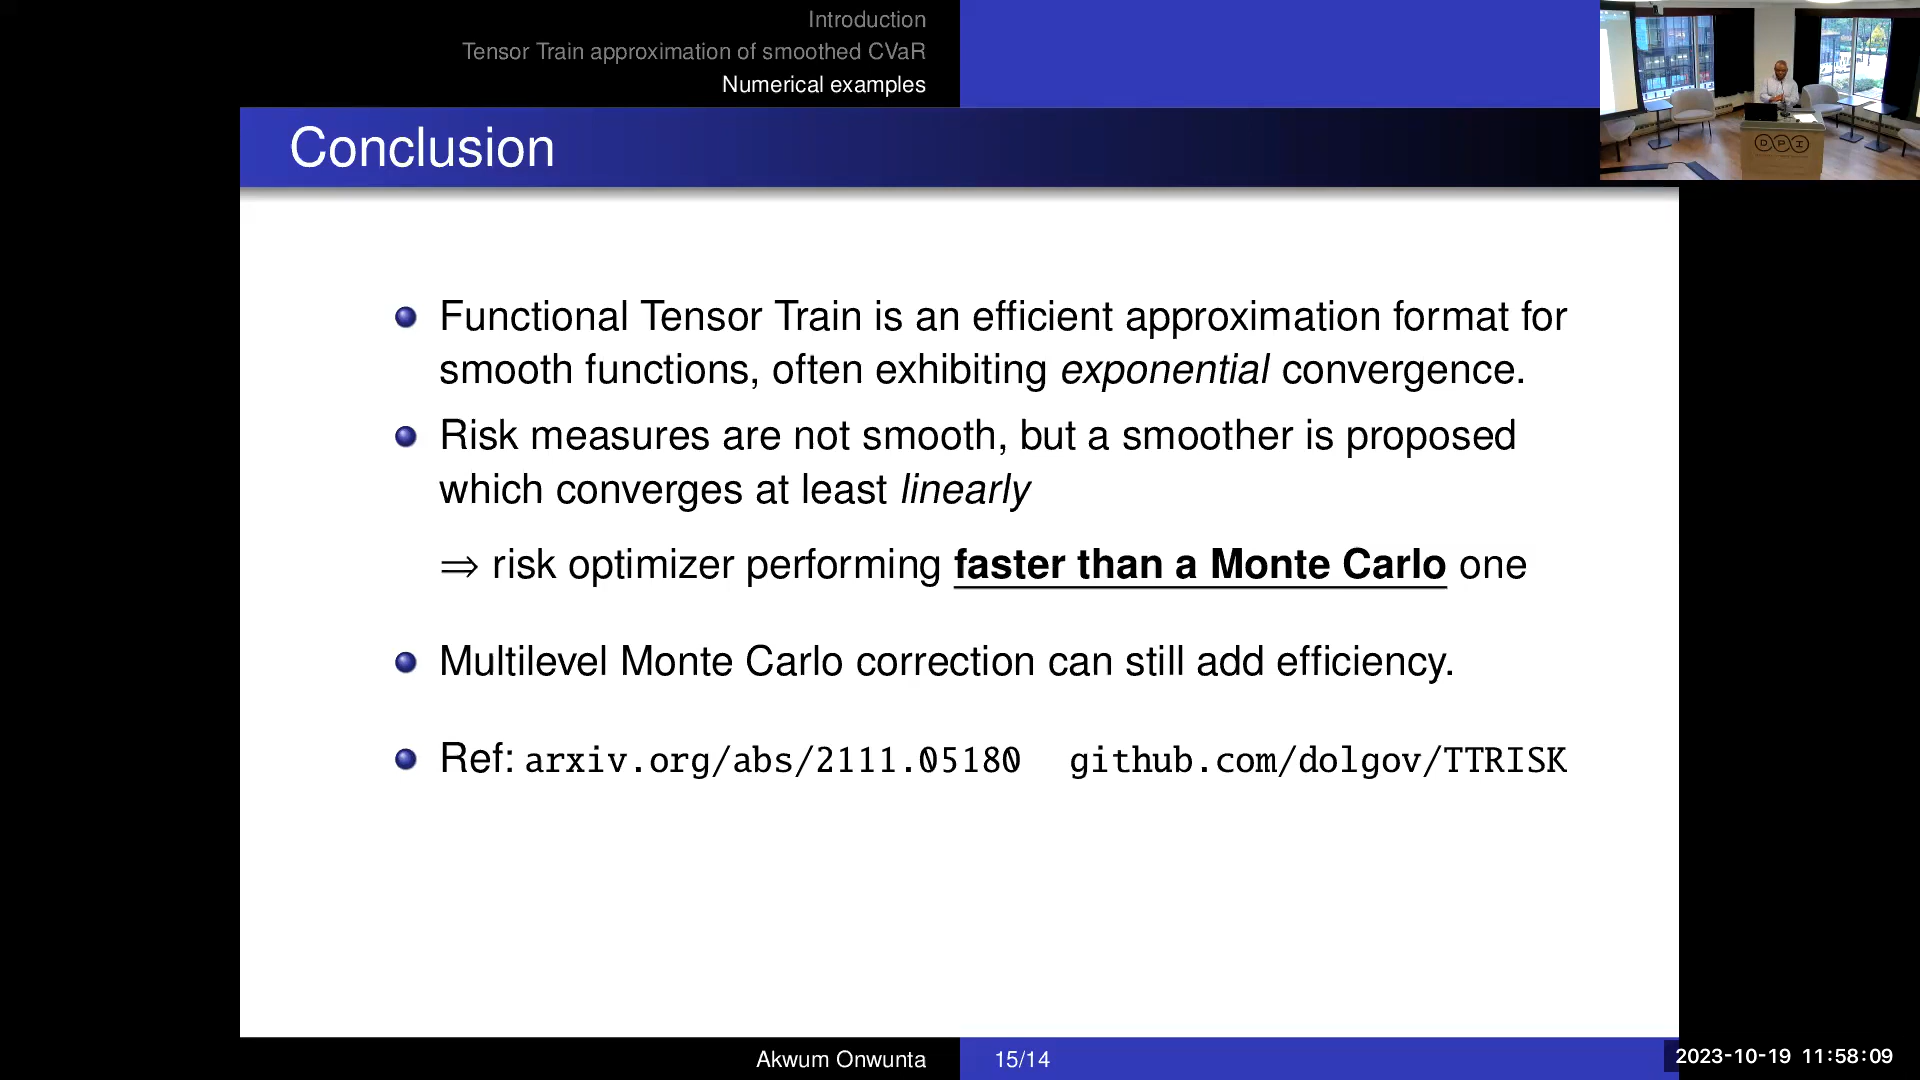 Introduction
Tensor Train approximation of smoothed CVaR
Numerical examples
Conclusion
Functional Tensor Train is an efficient approximation format for
smooth functions, often exhibiting exponential convergence.
Risk measures are not smooth, but a smoother is proposed
which converges at least linearly
⇒ risk optimizer performing faster than a Monte Carlo one
Multilevel Monte Carlo correction can still add efficiency.
Ref: arxiv.org/abs/2111.05180 github.com/dolgov/TTRISK
Akwum Onwunta 15/14
DPI
2023-10-19 11:58:09